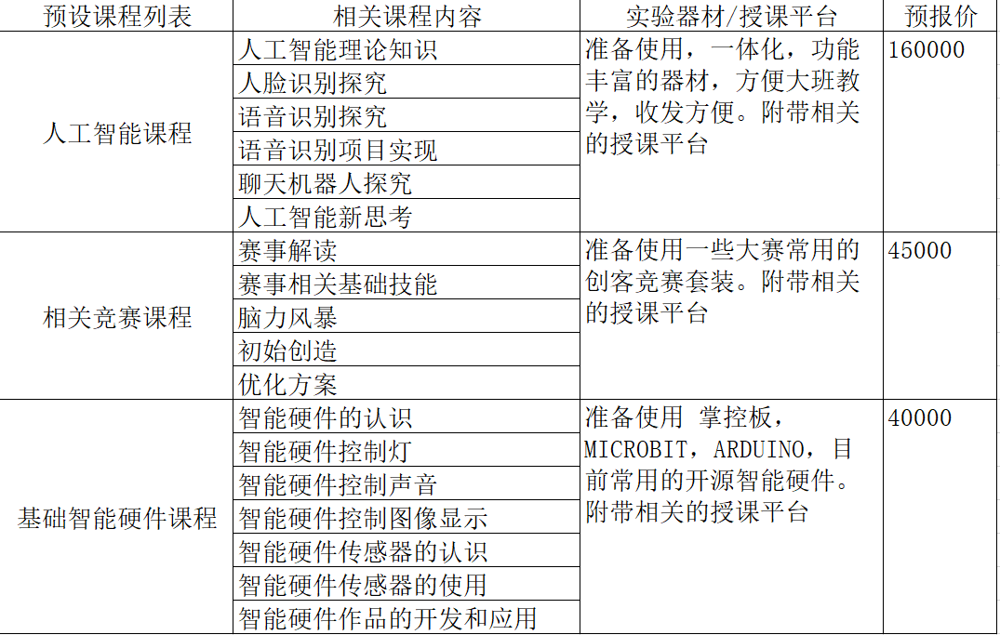 预设课程列表 相关课程内容 实验器材/授课平台 预报价
人工智能课程
人工智能理论知识
人脸识别探究
语音识别探究
语音识别项目实现
聊天机器人探究
人工智能新思考
准备使用，一体化，功能
丰富的器材，方便大班教
学，收发方便。附带相关
的授课平台
160000
相关竞赛课程
赛事解读
赛事相关基础技能
脑力风暴
初始创造
优化方案
准备使用一些大赛常用的
创客竞赛套装。附带相关
的授课平台
45000
基础智能硬件课程
智能硬件的认识
智能硬件控制灯
智能硬件控制声音
智能硬件控制图像显示
智能硬件传感器的认识
智能硬件传感器的使用
智能硬件作品的开发和应用
准备使用 掌控板，
MICROBIT，ARDUINO，目
前常用的开源智能硬件。
附带相关的授课平台
40000